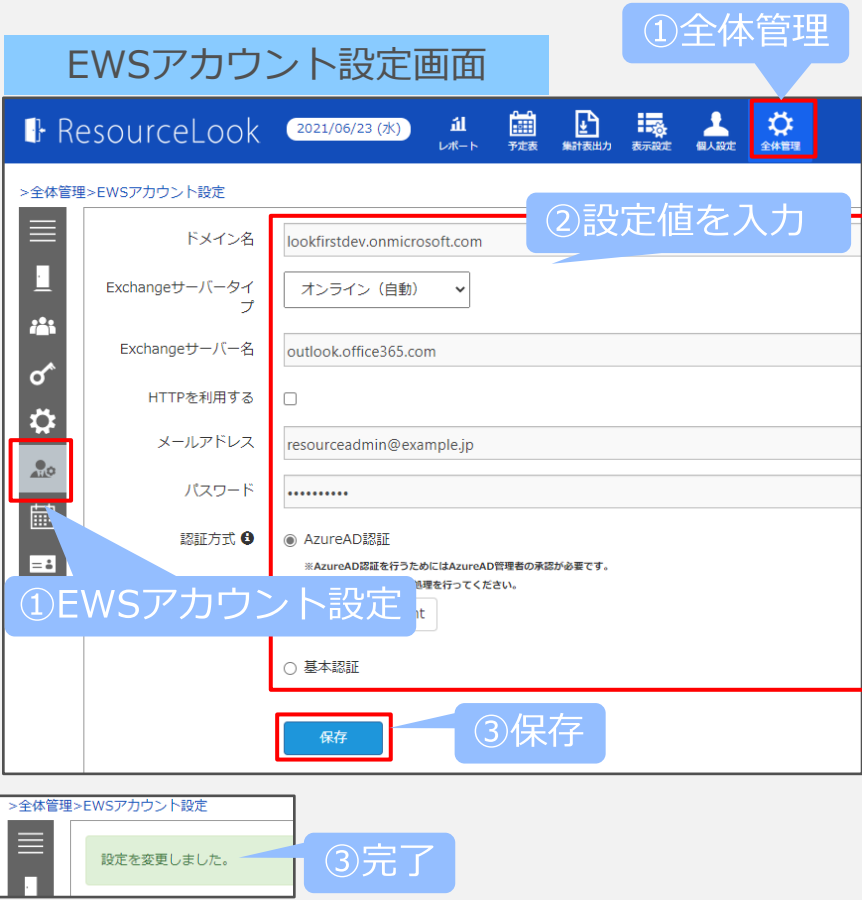 ①全体管理
EWSアカウント設定画面
ResourceLook
2021/06/23 (水)
レポート
予定表
集計表出力
表示設定
個人設定
全体管理
>全体管理>EWSアカウント設定
②設定値を入力
ドメイン名
lookfirstdev.onmicrosoft.com
Exchangeサーバータイ
プ
オンライン（自動）
Exchangeサーバー名
outlook.office365.com
HTTPを利用する
メールアドレス
resourceadmin@example.jp
パスワード
••••••••••
認証方式
AzureAD認証
※AzureAD認証を行うためにはAzureAD管理者の承認が必要です。
処理を行ってください。
①EWSアカウント設定
nt
基本認証
保存
③保存
>全体管理>EWSアカウント設定
設定を変更しました。
③完了